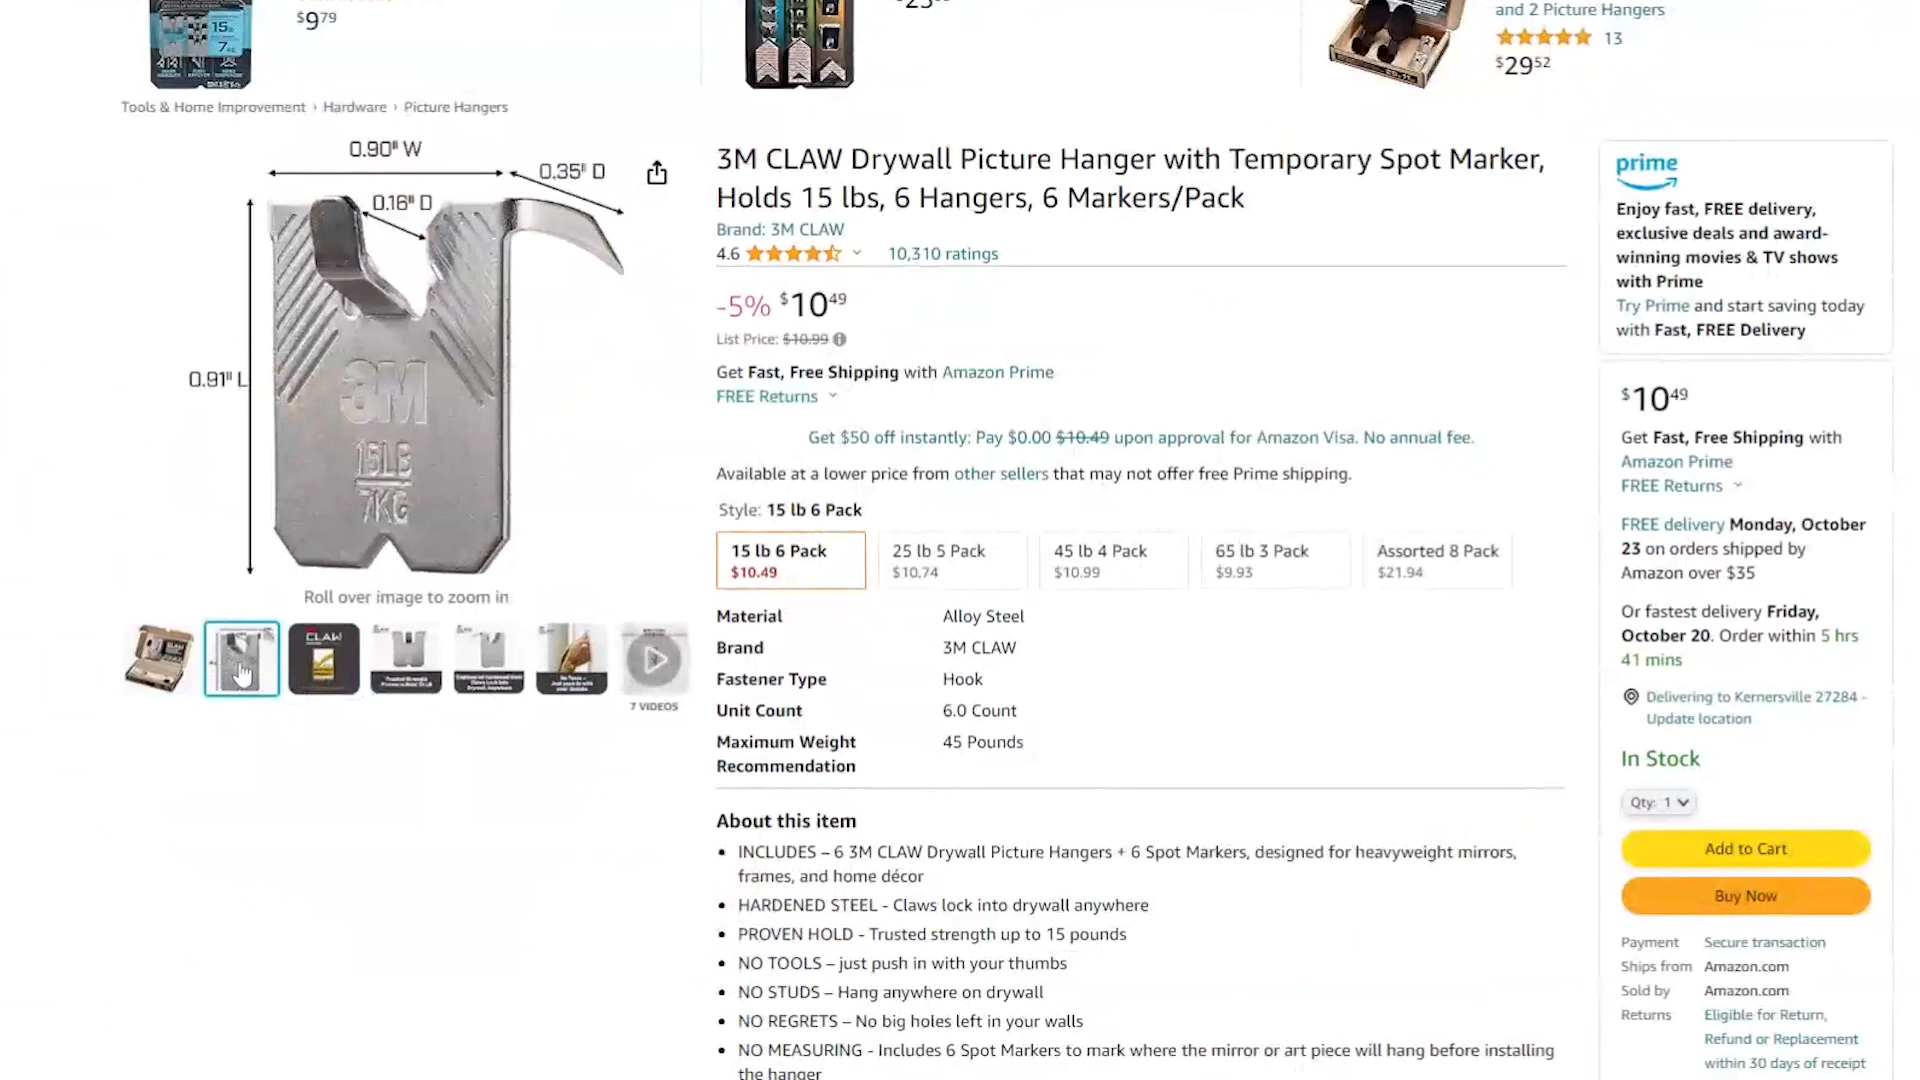 $9.79
15
7
and 2 Picture Hangers
13
$29.52
Tools & Home Improvement › Hardware › Picture Hangers
0.90" W
0.35" D
0.16" D
0.91" L
3M
15LB
7KG
Roll over image to zoom in
CLAW
7 VIDEOS
3M CLAW Drywall Picture Hanger with Temporary Spot Marker,
Holds 15 lbs, 6 Hangers, 6 Markers/Pack
Brand: 3M CLAW
4.6
10,310 ratings
-5% $10.49
List Price: $10.99
Get Fast, Free Shipping with Amazon Prime
FREE Returns
Get $50 off instantly: Pay $0.00 $10.49 upon approval for Amazon Visa. No annual fee.
Available at a lower price from other sellers that may not offer free Prime shipping.
Style: 15 lb 6 Pack
15 lb 6 Pack
$10.49
25 lb 5 Pack
$10.74
45 lb 4 Pack
$10.99
65 lb 3 Pack
$9.93
Assorted 8 Pack
$21.94
Material Alloy Steel
Brand 3M CLAW
Fastener Type Hook
Unit Count 6.0 Count
Maximum Weight 45 Pounds
Recommendation
About this item
• INCLUDES – 6 3M CLAW Drywall Picture Hangers + 6 Spot Markers, designed for heavyweight mirrors,
frames, and home décor
• HARDENED STEEL - Claws lock into drywall anywhere
• PROVEN HOLD - Trusted strength up to 15 pounds
• NO TOOLS – just push in with your thumbs
• NO STUDS – Hang anywhere on drywall
• NO REGRETS – No big holes left in your walls
• NO MEASURING - Includes 6 Spot Markers to mark where the mirror or art piece will hang before installing
the hanger
prime
Enjoy fast, FREE delivery,
exclusive deals and award-
winning movies & TV shows
with Prime
Try Prime and start saving today
with Fast, FREE Delivery
$10.49
Get Fast, Free Shipping with
Amazon Prime
FREE Returns
FREE delivery Monday, October
23 on orders shipped by
Amazon over $35
Or fastest delivery Friday,
October 20. Order within 5 hrs
41 mins
Delivering to Kernersville 27284 -
Update location
In Stock
Qty: 1
Add to Cart
Buy Now
Payment Secure transaction
Ships from Amazon.com
Sold by Amazon.com
Returns Eligible for Return,
Refund or Replacement
within 30 days of receipt